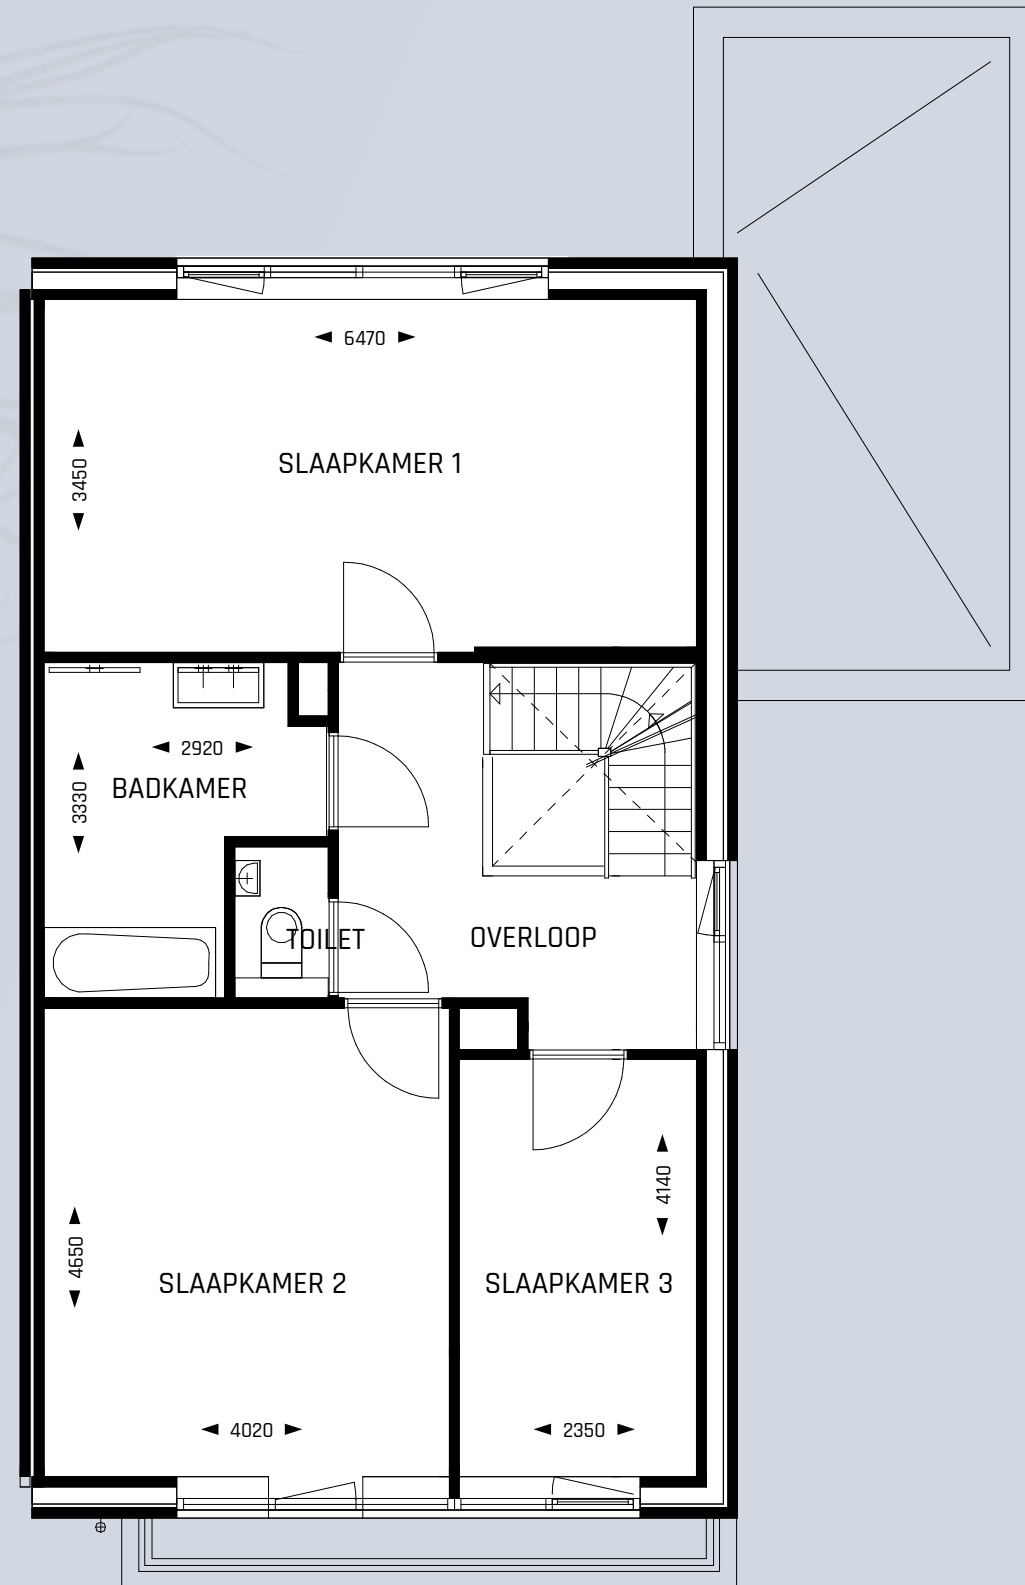 6470
SLAAPKAMER 1
3450
2920
BADKAMER
3330
TOILET
OVERLOOP
4140
4650
SLAAPKAMER 2
SLAAPKAMER 3
4020
2350